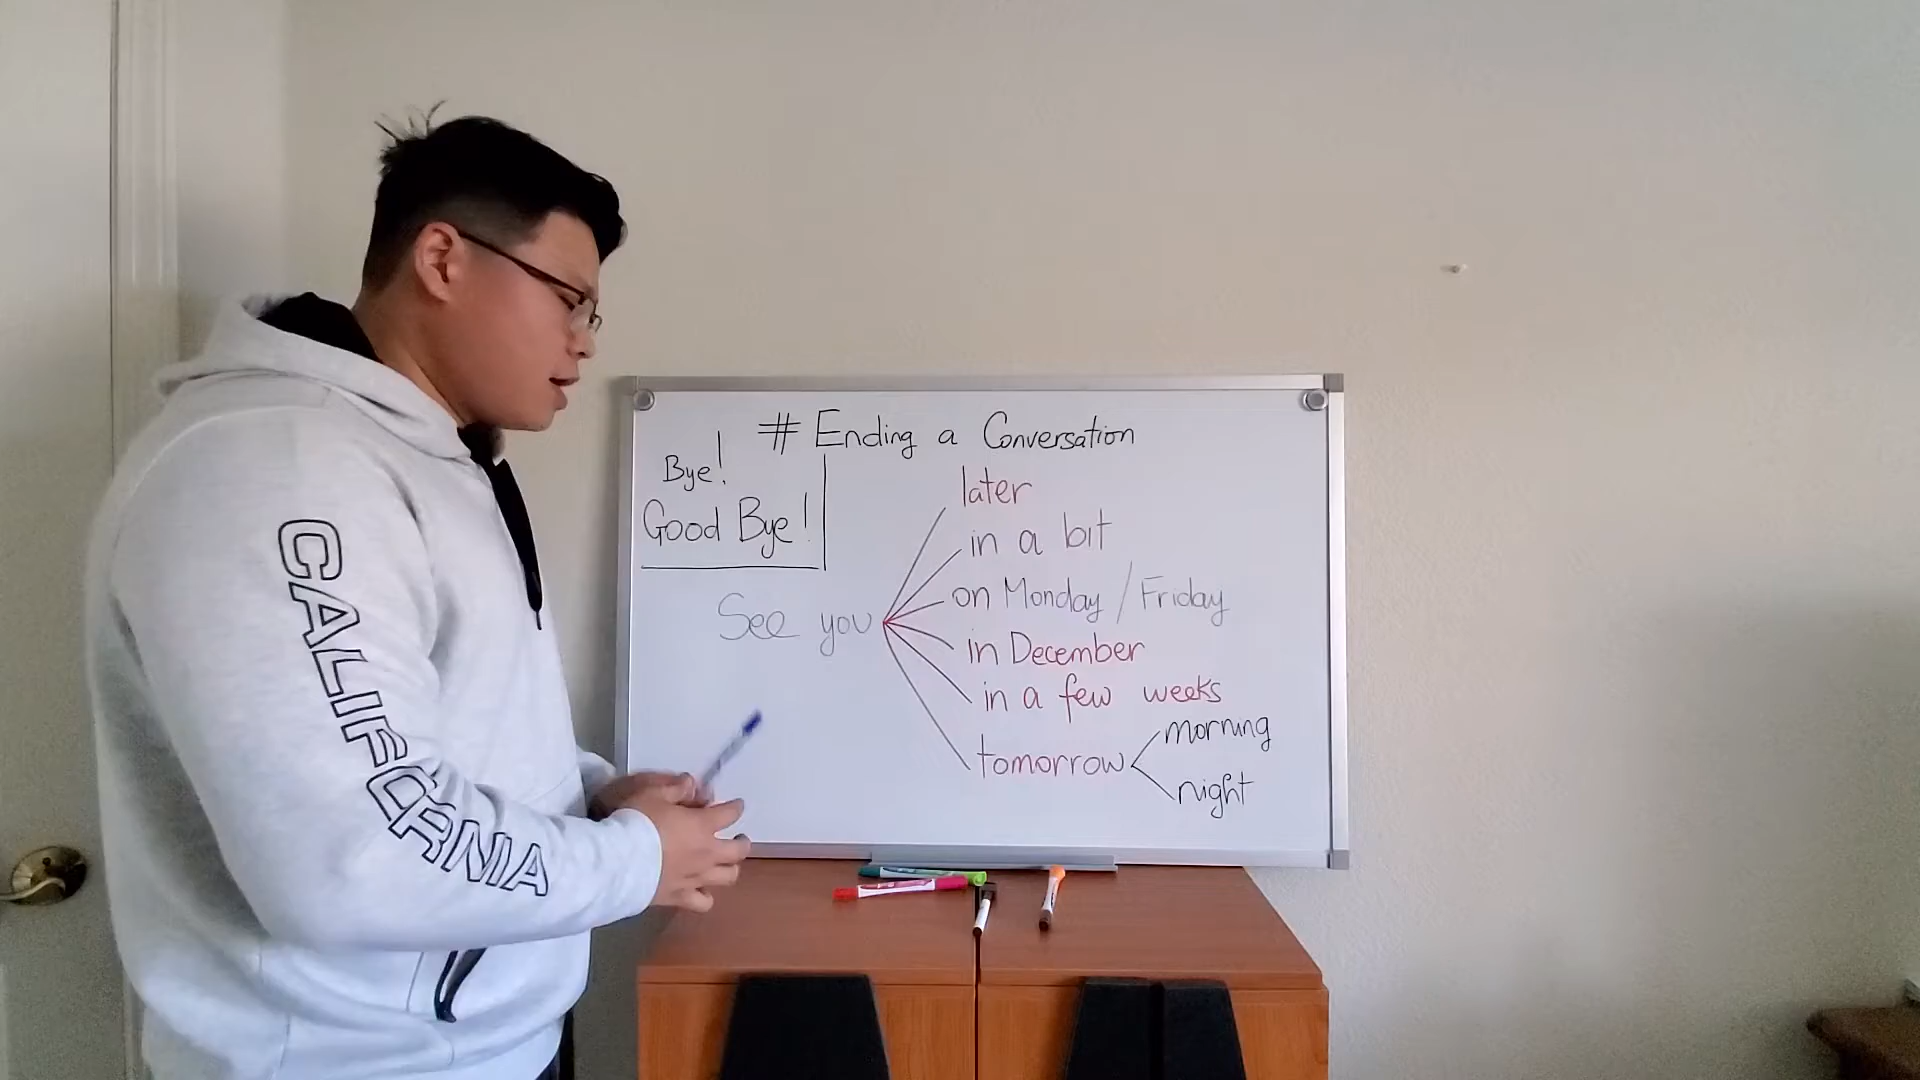 # Ending a Conversation
Bye!
Good Bye!
See you
later
in a bit
on Monday / Friday
in December
in a few weeks
tomorrow
morning
night
CALIFORNIA